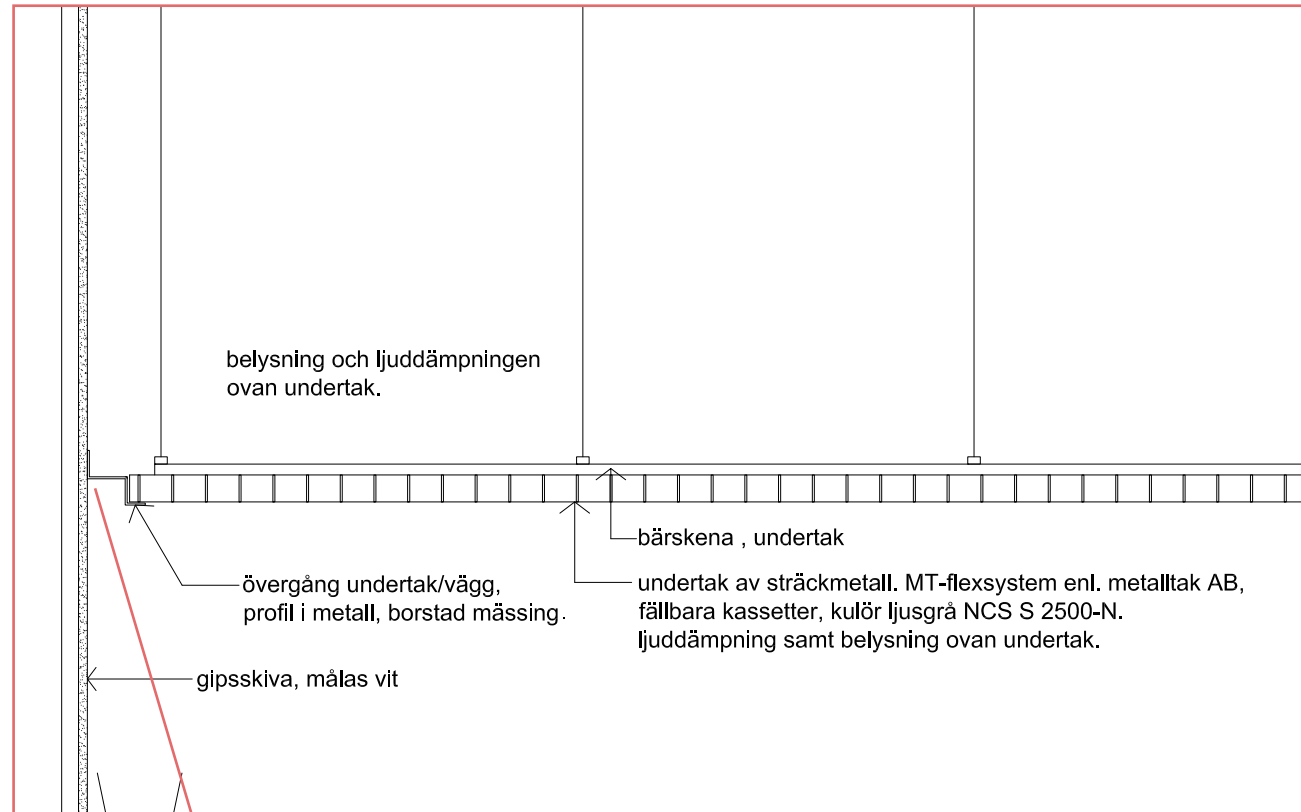 belysning och ljuddämpningen
ovan undertak.
bärskena , undertak
övergång undertak/vägg,
profil i metall, borstad mässing.
undertak av sträckmetall. MT-flexsystem enl. metalltak AB,
fällbara kassetter, kulör ljusgrå NCS S 2500-N.
ljuddämpning samt belysning ovan undertak.
gipsskiva, målas vit